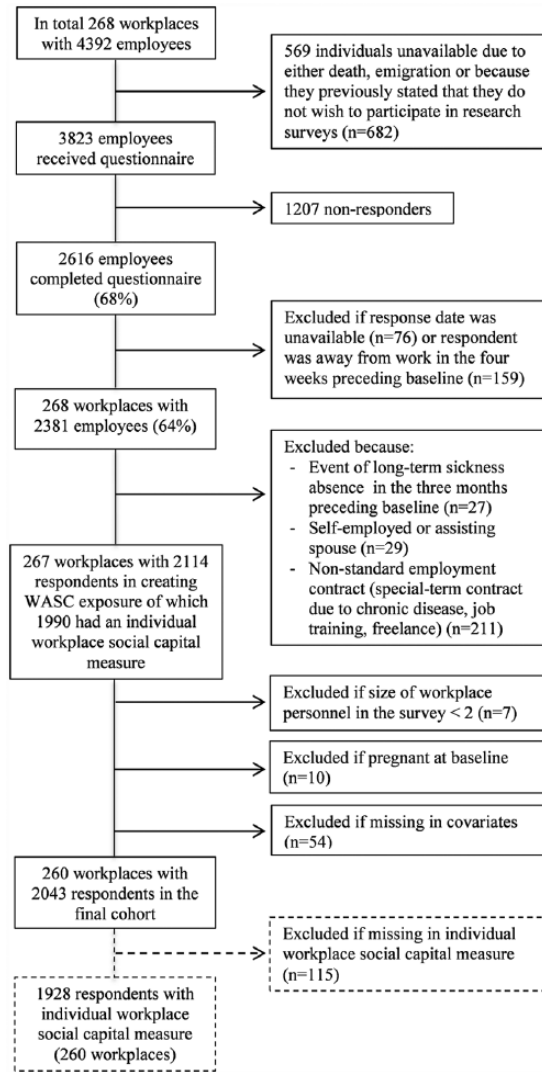 In total 268 workplaces
with 4392 employees
569 individuals unavailable due to
either death, emigration or because
they previously stated that they do
not wish to participate in research
surveys (n=682)
3823 employees
received questionnaire
1207 non-responders
2616 employees
completed questionnaire
(68%)
Excluded if response date was
unavailable (n=76) or respondent
was away from work in the four
weeks preceding baseline (n=159)
268 workplaces with
2381 employees (64%)
Excluded because:
- Event of long-term sickness
absence in the three months
preceding baseline (n=27)
- Self-employed or assisting
spouse (n=29)
- Non-standard employment
contract (special-term contract
due to chronic disease, job
training, freelance) (n=211)
267 workplaces with 2114
respondents in creating
WASC exposure of which
1990 had an individual
workplace social capital
measure
Excluded if size of workplace
personnel in the survey < 2 (n=7)
Excluded if pregnant at baseline
(n=10)
Excluded if missing in covariates
(n=54)
260 workplaces with
2043 respondents in the
final cohort
Excluded if missing in individual
workplace social capital measure
(n=115)
1928 respondents with
individual workplace
social capital measure
(260 workplaces)